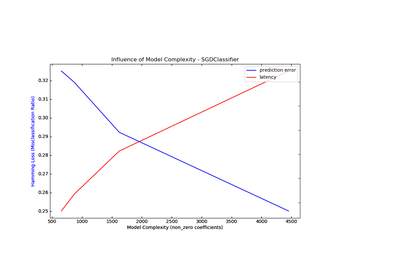 Influence of Model Complexity - SGDClassifier
prediction error
latency
0.32
0.31
0.30
0.29
0.28
0.27
0.26
0.25
Hamming Loss (Misclassification Ratio)
500 1000 1500 2000 2500 3000 3500 4000 4500
Model Complexity (non_zero coefficients)